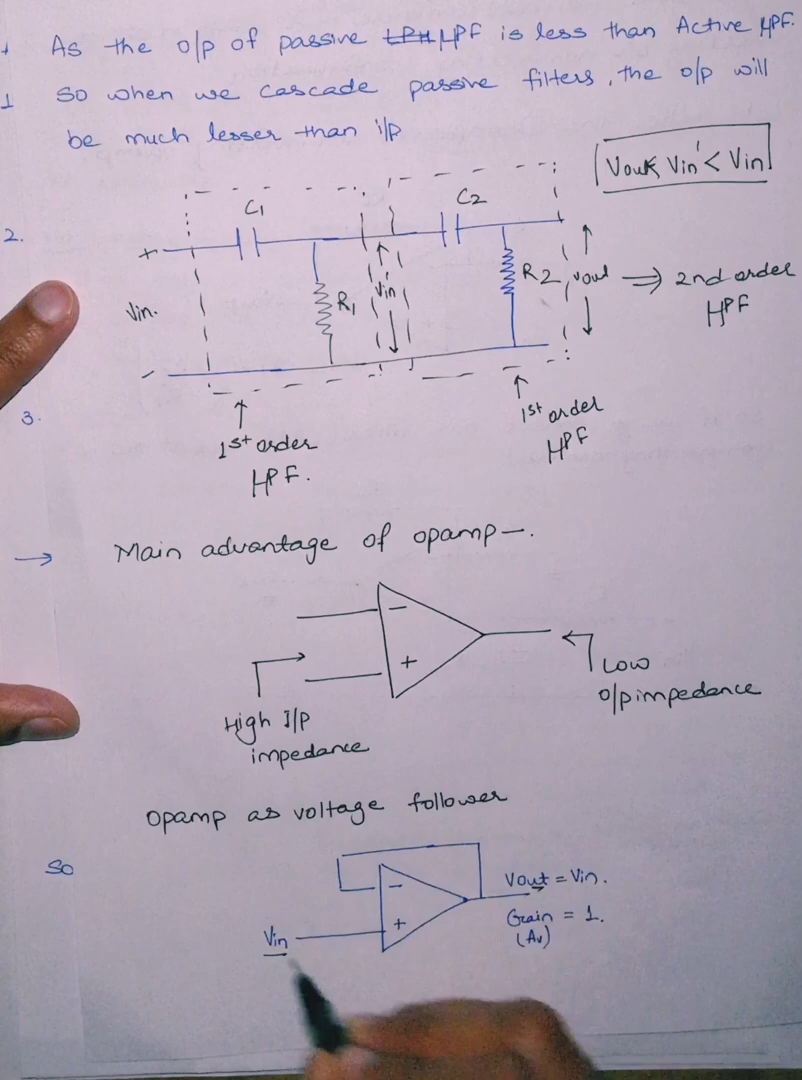 As the o/p of passive HPF is less than Active HPF.
1 So when we cascade passive filters, the o/p will
be much lesser than i/p
Vout < Vin' < Vin
2.
C1
C2
+
Vin.
R1
Vin'
R2
Vout
⇒ 2nd order
HPF
-
3.
↑
1st order
HPF.
↑
1st order
HPF
→ Main advantage of opamp -.
-
+
High I/P
impedance
Low
o/p impedance
Opamp as voltage follower
So
-
+
Vin
Vout = Vin.
Gain = 1.
(Av)